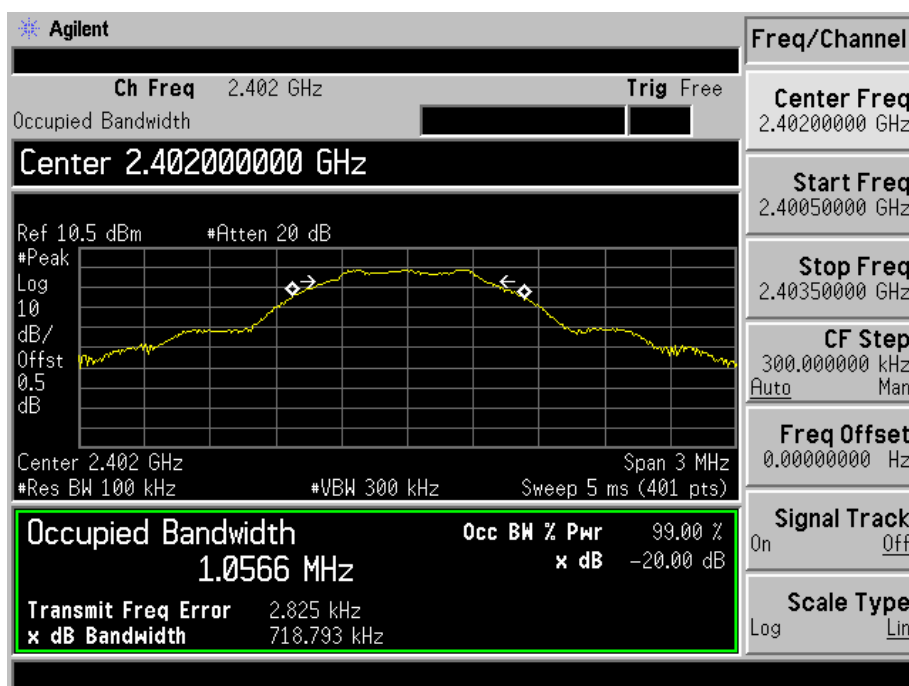 Agilent
Freq/Channel
Ch Freq 2.402 GHz Trig Free
Occupied Bandwidth
Center 2.402000000 GHz
Ref 10.5 dBm #Atten 20 dB
#Peak
Log
10
dB/
Offst
0.5
dB
Center 2.402 GHz Span 3 MHz
#Res BW 100 kHz #VBW 300 kHz Sweep 5 ms (401 pts)
Occupied Bandwidth Occ BW % Pwr 99.00 %
1.0566 MHz x dB -20.00 dB
Transmit Freq Error 2.825 kHz
x dB Bandwidth 718.793 kHz
Center Freq
2.40200000 GHz
Start Freq
2.40050000 GHz
Stop Freq
2.40350000 GHz
CF Step
300.000000 kHz
Auto Man
Freq Offset
0.00000000 Hz
Signal Track
On Off
Scale Type
Log Lin